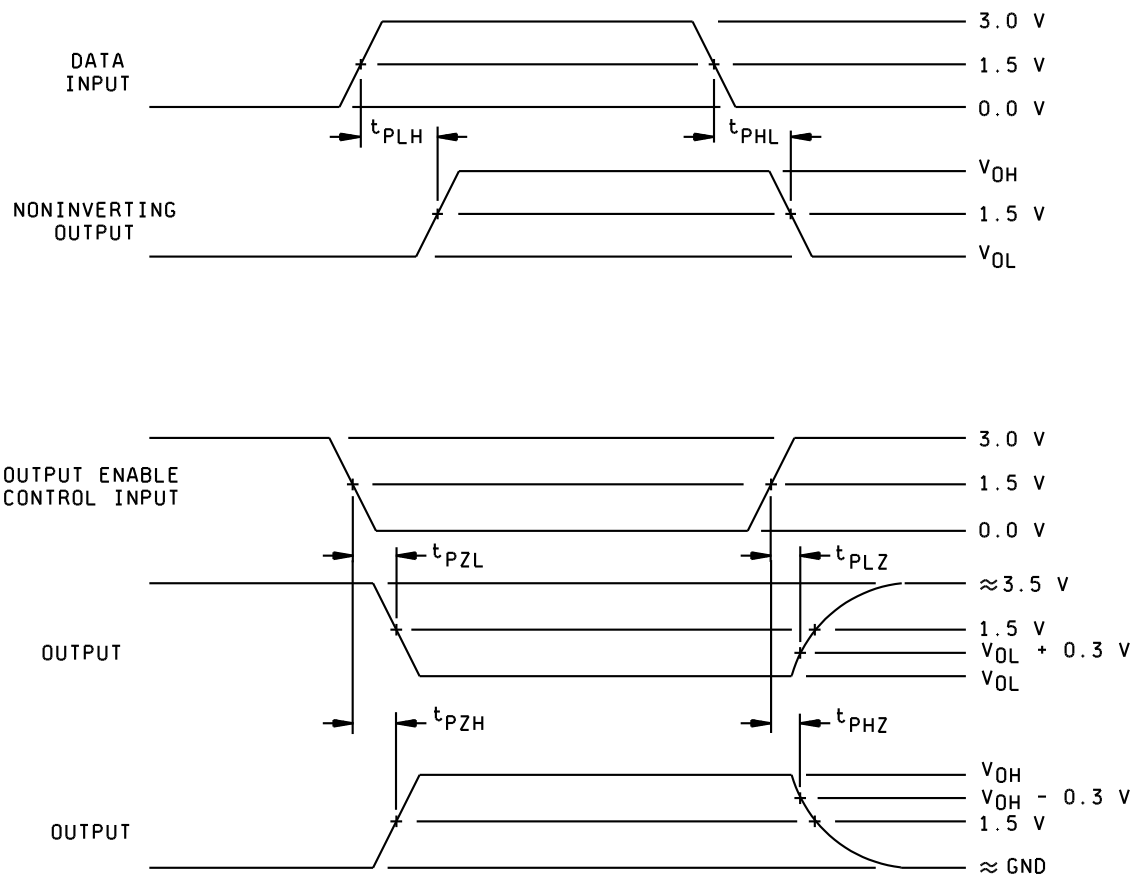 3.0 V
DATA
INPUT
1.5 V
0.0 V
tPLH
tPHL
VOH
NONINVERTING
OUTPUT
1.5 V
VOL
3.0 V
OUTPUT ENABLE
CONTROL INPUT
1.5 V
0.0 V
tPZL
tPLZ
≈3.5 V
1.5 V
OUTPUT
VOL + 0.3 V
VOL
tPZH
tPHZ
VOH
VOH - 0.3 V
OUTPUT
1.5 V
≈ GND